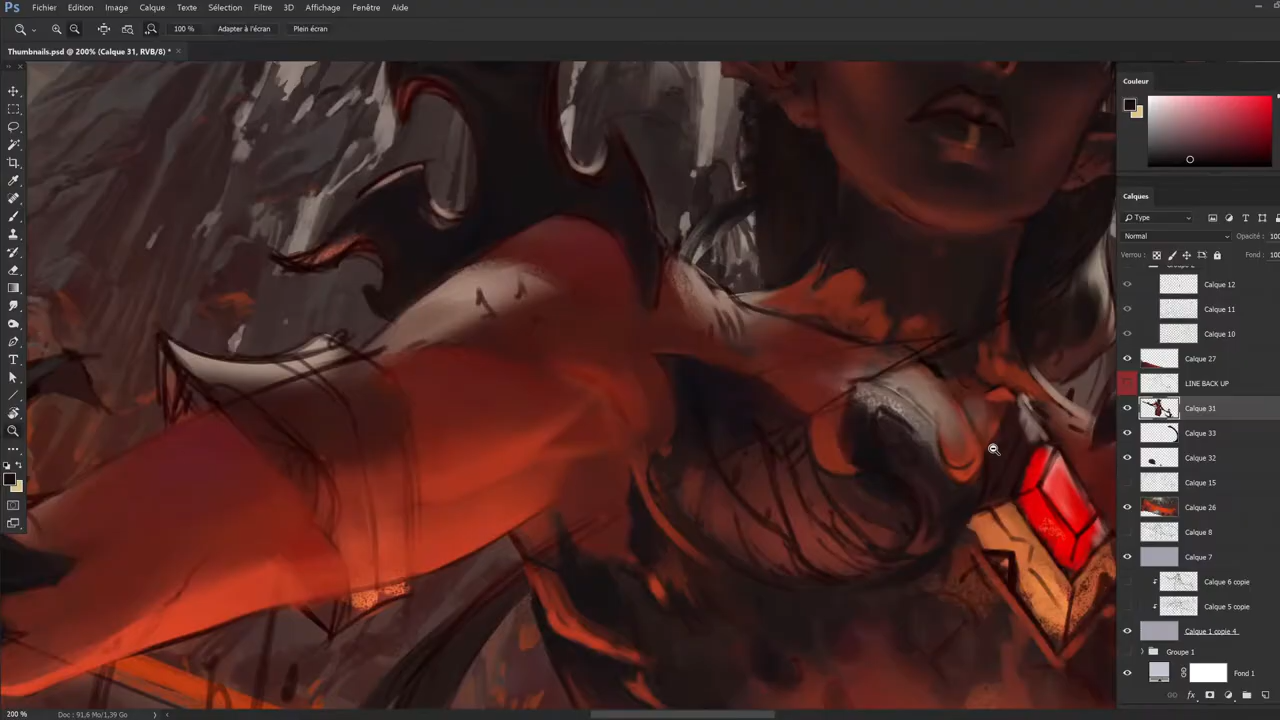 Ps Fichier Edition Image Calque Texte Sélection Filtre 3D Affichage Fenêtre Aide
100 % Adapter à l'écran Plein écran
Thumbnails.psd @ 200% (Calque 31, RVB/8) * ×
Couleur
Calques
Type
Normal Opacité : 100
Verrou : Fond : 100
Calque 12
Calque 11
Calque 10
Calque 27
LINE BACK UP
Calque 31
Calque 33
Calque 32
Calque 15
Calque 26
Calque 8
Calque 7
Calque 6 copie
Calque 5 copie
Calque 1 copie 4
Groupe 1
Fond 1
200 % Doc : 91,6 Mo/1,39 Go